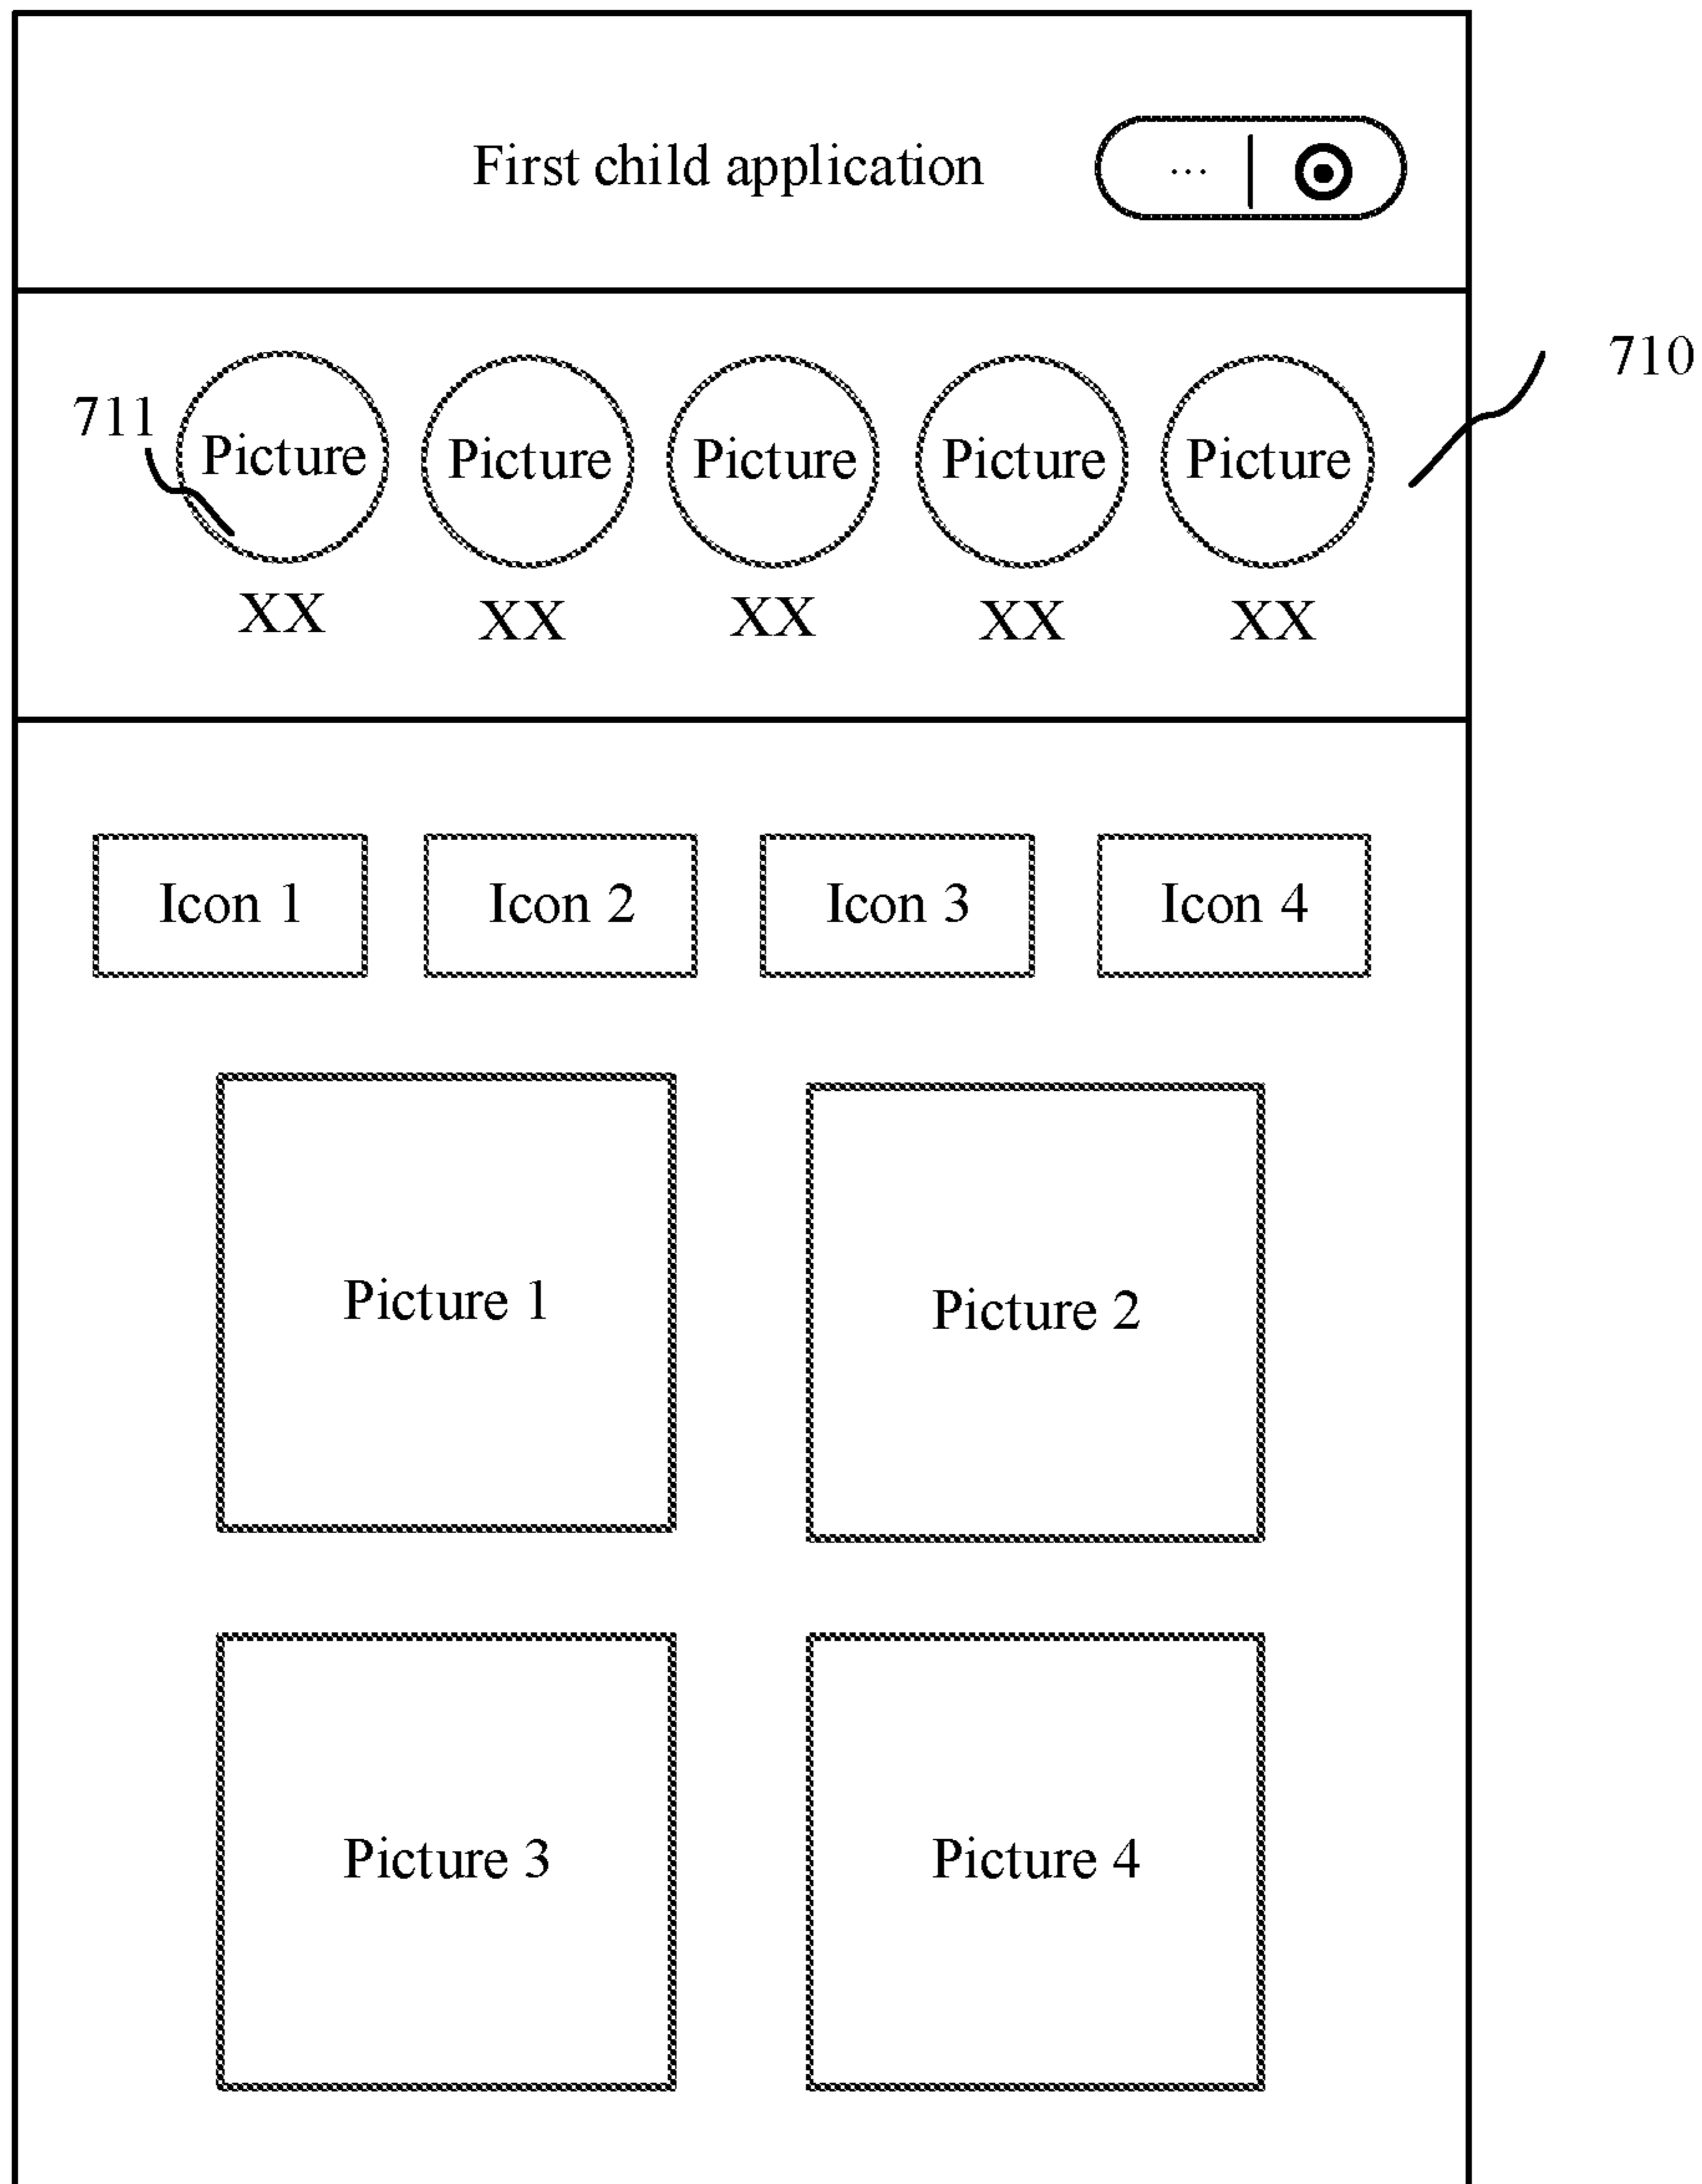 First child application ...
710
711
Picture Picture Picture Picture Picture
XX XX XX XX XX
Icon 1 Icon 2 Icon 3 Icon 4
Picture 1 Picture 2
Picture 3 Picture 4